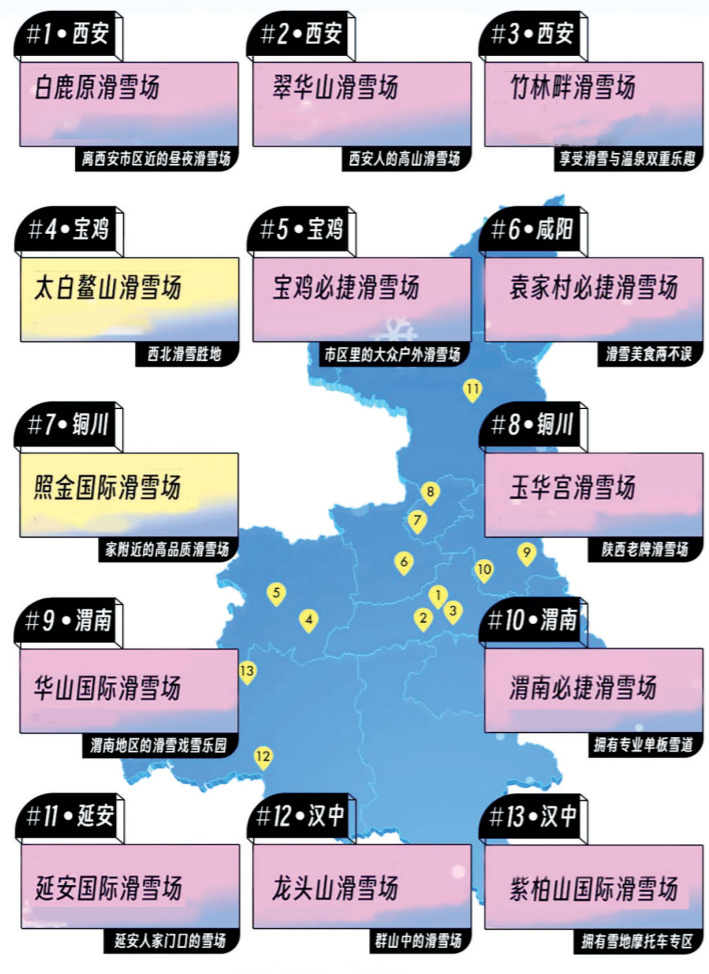 #1•西安
白鹿原滑雪场
离西安市区近的昼夜滑雪场
#2•西安
翠华山滑雪场
西安人的高山滑雪场
#3•西安
竹林畔滑雪场
享受滑雪与温泉双重乐趣
#4•宝鸡
太白鳌山滑雪场
西北滑雪胜地
#5•宝鸡
宝鸡必捷滑雪场
市区里的大众户外滑雪场
#6•咸阳
袁家村必捷滑雪场
滑雪美食两不误
#7•铜川
照金国际滑雪场
家附近的高品质滑雪场
#8•铜川
玉华宫滑雪场
陕西老牌滑雪场
#9•渭南
华山国际滑雪场
渭南地区的滑雪戏雪乐园
#10•渭南
渭南必捷滑雪场
拥有专业单板雪道
#11•延安
延安国际滑雪场
延安人家门口的雪场
#12•汉中
龙头山滑雪场
群山中的滑雪场
#13•汉中
紫柏山国际滑雪场
拥有雪地摩托车专区
11
8
7
9
6
10
5
1
3
4
2
13
12